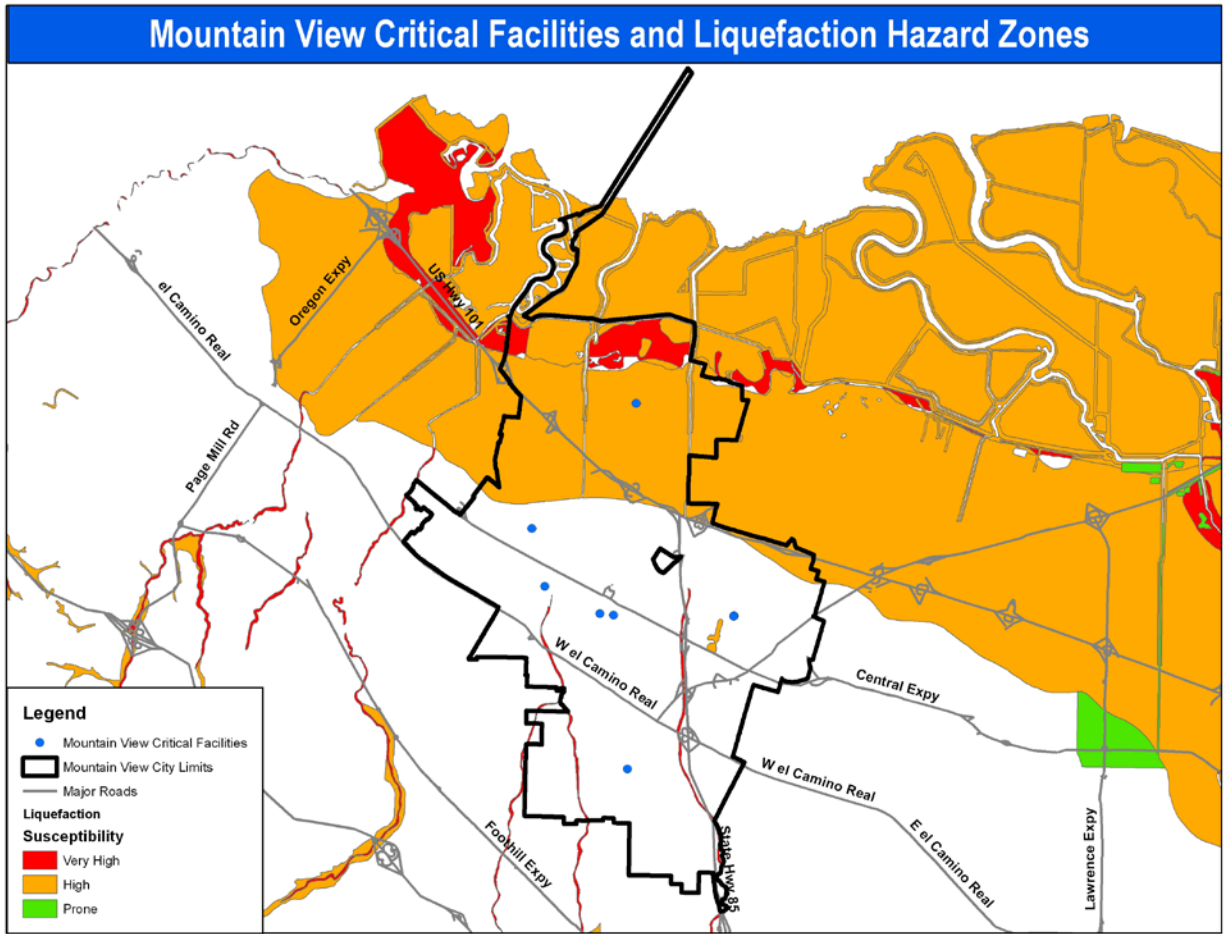 Mountain View Critical Facilities and Liquefaction Hazard Zones
Oregon Expy
US Hwy 101
el Camino Real
Page Mill Rd
W el Camino Real
Central Expy
W el Camino Real
E el Camino Real
Foothill Expy
State Hwy 85
Lawrence Expy
Legend
Mountain View Critical Facilities
Mountain View City Limits
Major Roads
Liquefaction
Susceptibility
Very High
High
Prone